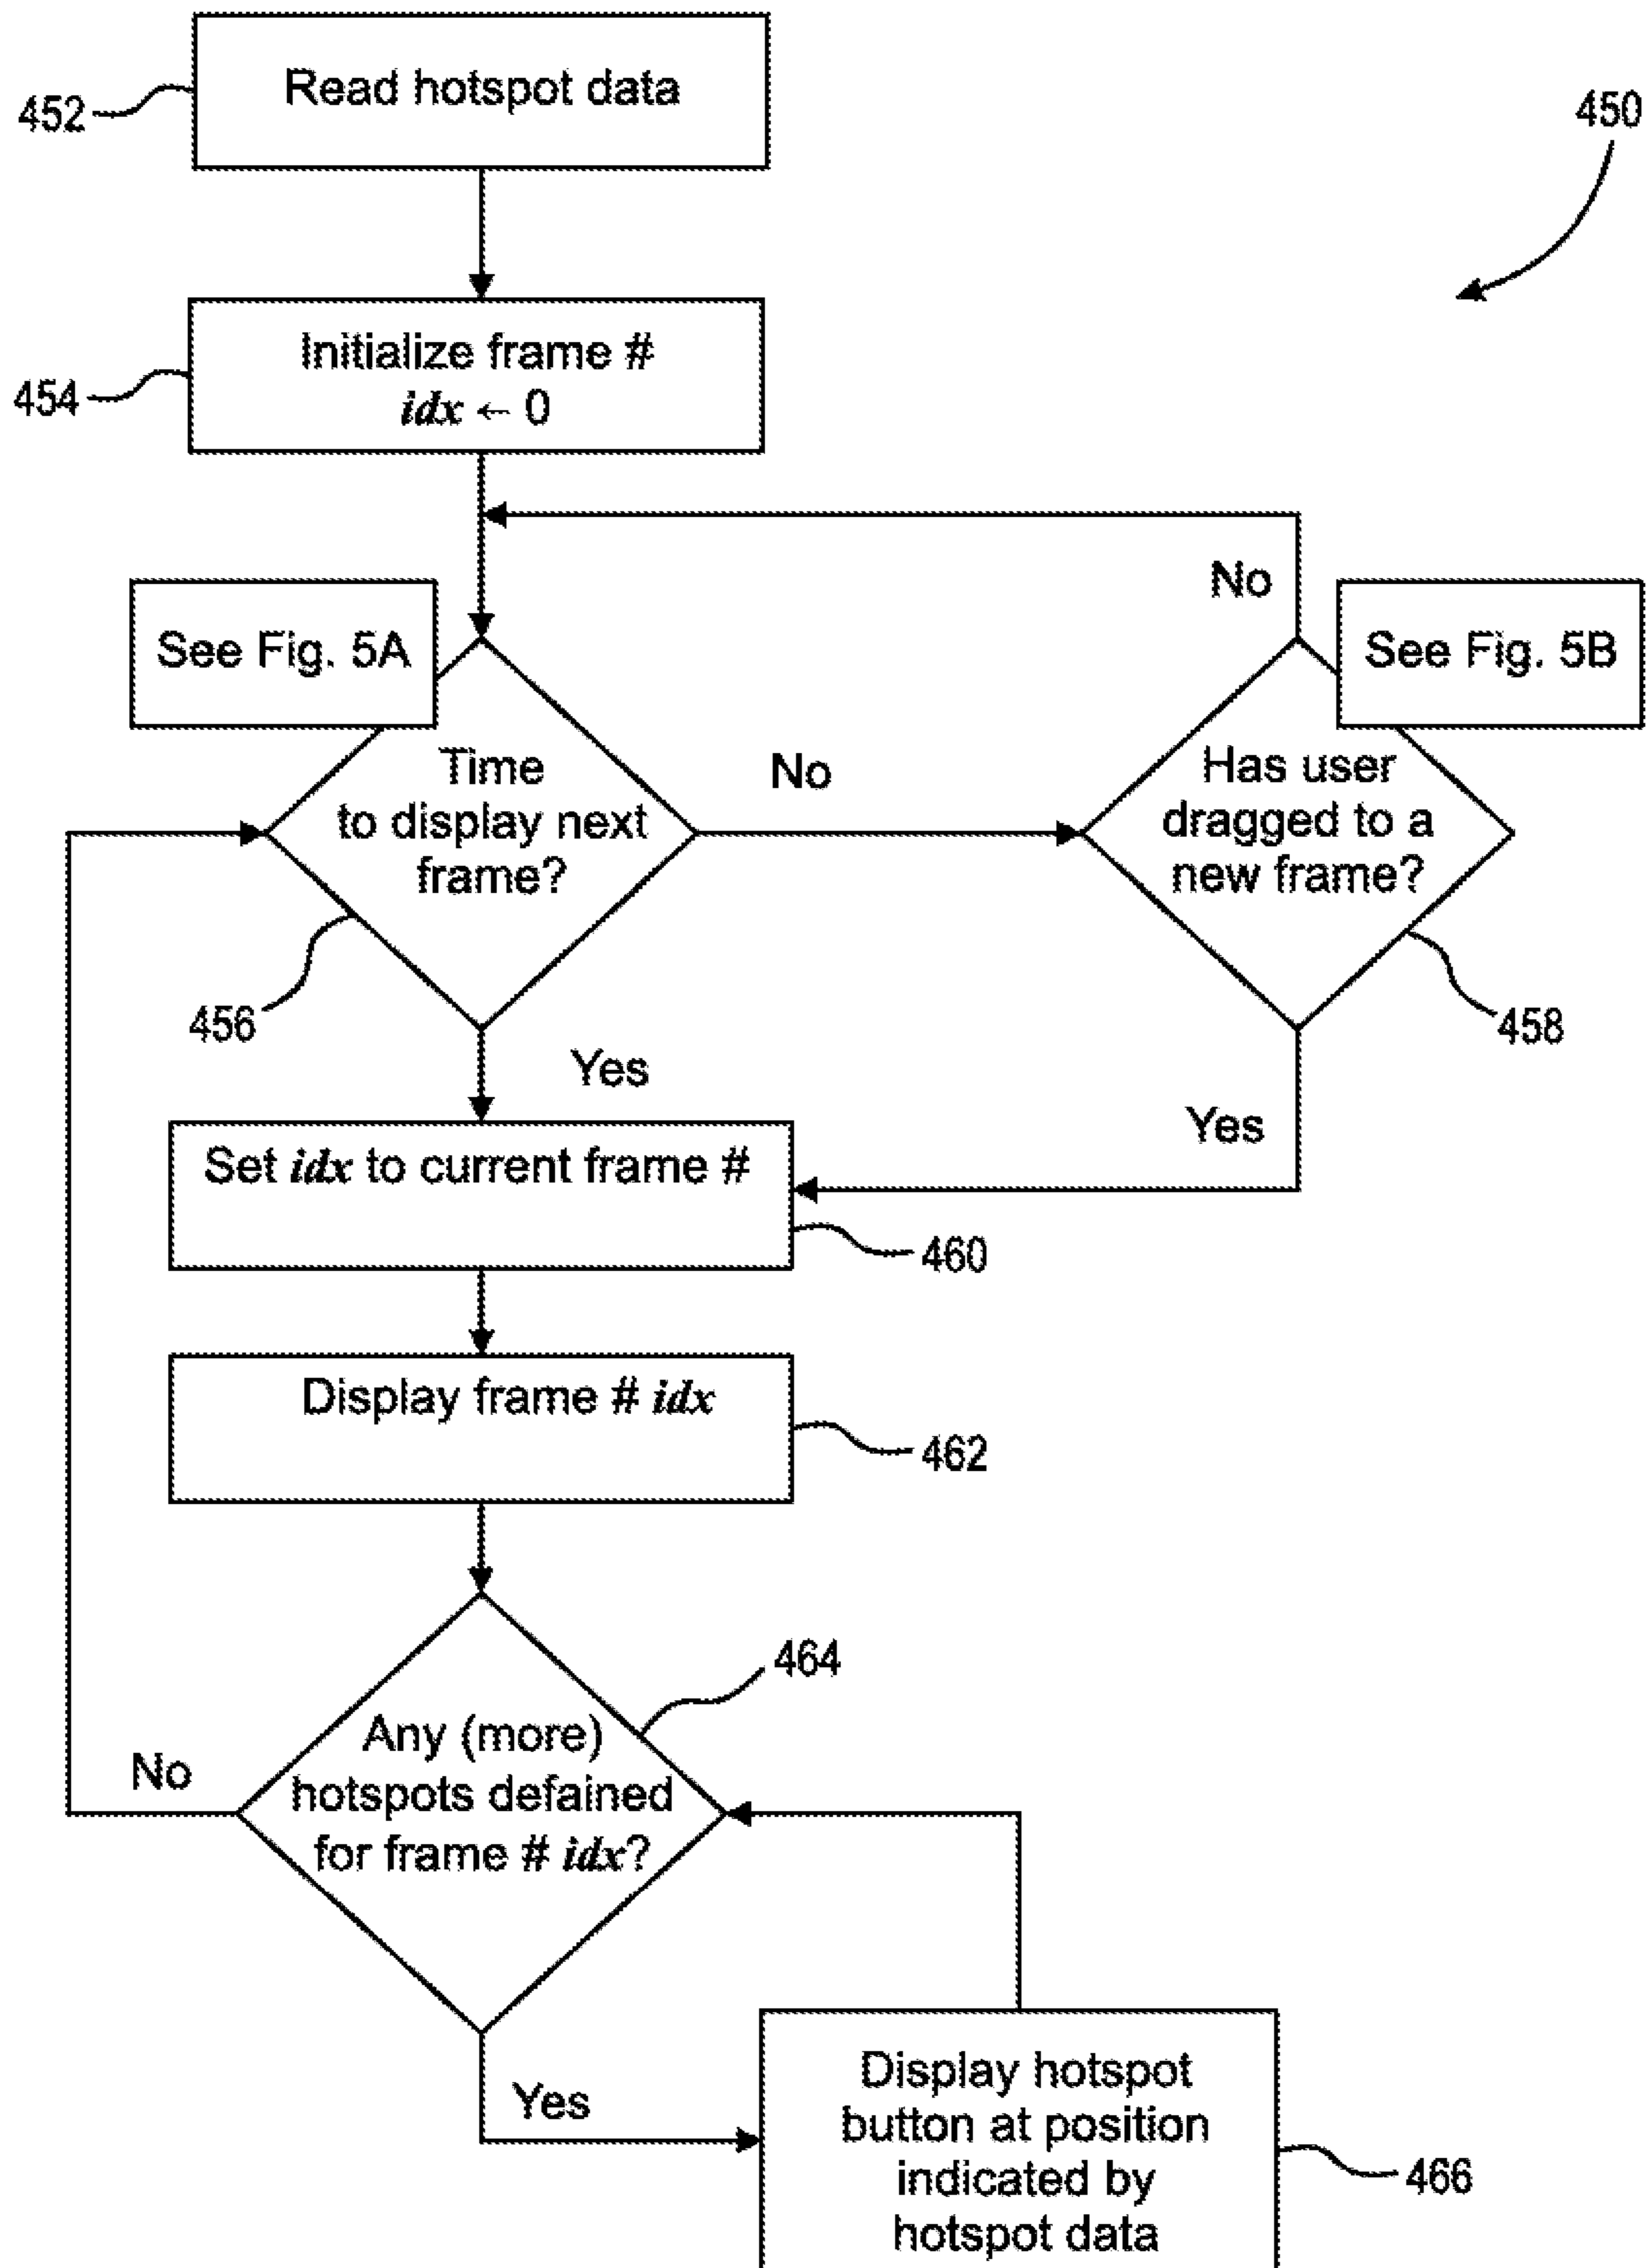 Read hotspot data
452
450
Initialize frame #
idx ← 0
454
No
See Fig. 5A
See Fig. 5B
Time
to display next
frame?
No
Has user
dragged to a
new frame?
456
458
Yes
Yes
Set idx to current frame #
460
Display frame # idx
462
464
Any (more)
hotspots defained
for frame # idx?
No
Yes
Display hotspot
button at position
indicated by
hotspot data
466